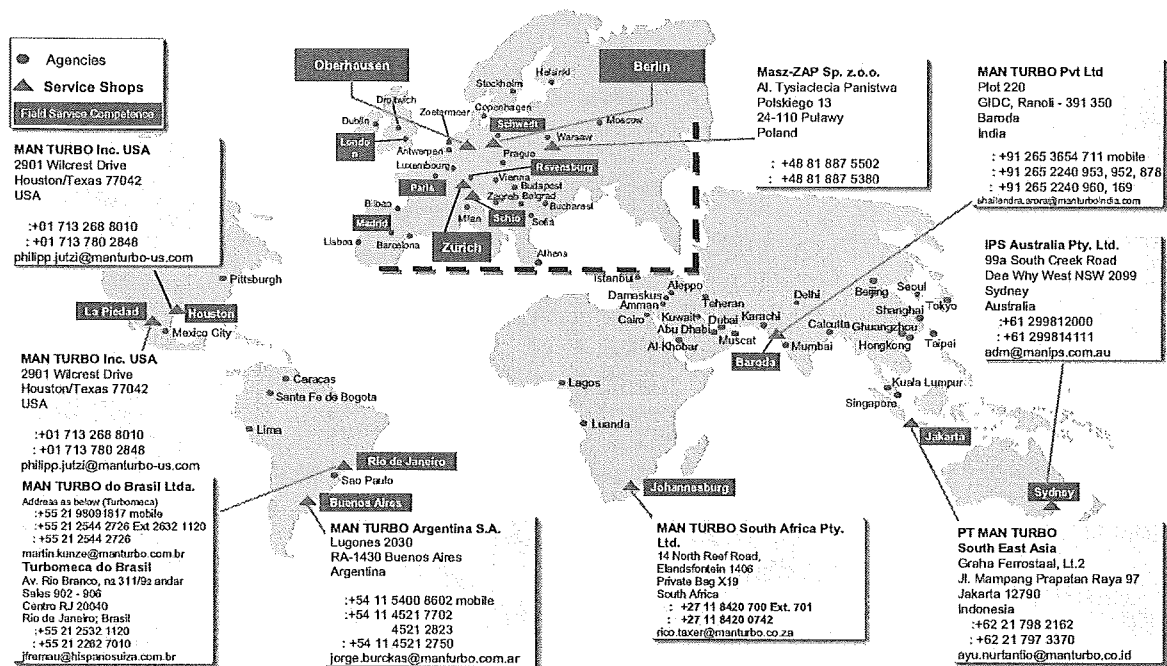 Agencies
Service Shops
Field Service Competence
MAN TURBO Inc. USA
2901 Wilcrest Drive
Houston/Texas 77042
USA
:+01 713 268 8010
: +01 713 780 2848
philipp.jutzi@manturbo-us.com
Pittsburgh
La Piedad
Houston
Mexico City
MAN TURBO Inc. USA
2901 Wilcrest Drive
Houston/Texas 77042
USA
:+01 713 268 8010
: +01 713 780 2848
philipp.jutzi@manturbo-us.com
MAN TURBO do Brasil Ltda.
Address as below (Turbomeca)
:+55 21 98091817 mobile
:+55 21 2544 2726 Ext 2632 1120
: +55 21 2544 2726
martin.kunze@manturbo.com.br
Turbomeca do Brasil
Av. Rio Branco, na 311/92 andar
Sales 902 - 906
Centro RJ 20040
Rio de Janeiro; Brasil
: +55 21 2532 1120
: +55 21 2262 7010
jfremau@hispanosuiza.com.br
Caracas
Santa Fe de Bogota
Lima
Rio de Janeiro
Sao Paulo
Buenos Aires
MAN TURBO Argentina S.A.
Lugones 2030
RA-1430 Buenos Aires
Argentina
:+54 11 5400 8602 mobile
:+54 11 4521 7702
4521 2823
: +54 11 4521 2750
jorge.burckas@manturbo.com.ar
Oberhausen
Berlin
Helsinki
Stockholm
Droitwich
Zoetermeer
Copenhagen
Dublin
Schwedt
Moscow
Warsaw
London
Antwerpen
Prague
Luxembourg
Ravensburg
Paris
Vienna
Budapest
Zagreb
Belgrad
Bilbao
Bucharest
Madrid
Milan
Schio
Sofia
Lisboa
Barcelona
Zürich
Athens
Masz-ZAP Sp. z.o.o.
Al. Tysiaclecia Panistwa
Polskiego 13
24-110 Pulawy
Poland
: +48 81 887 5502
: +48 81 887 5380
MAN TURBO Pvt Ltd
Plot 220
GIDC, Ranoli - 391 350
Baroda
India
: +91 265 3654 711 mobile
: +91 265 2240 953, 952, 878
: +91 265 2240 960, 169
shailendra.arora@manturboindia.com
IPS Australia Pty. Ltd.
99a South Creek Road
Dee Why West NSW 2099
Sydney
Australia
:+61 299812000
: +61 299814111
adm@manips.com.au
Istanbul
Aleppo
Damaskus
Teheran
Amman
Delhi
Beijing
Seoul
Tokyo
Cairo
Kuwait
Dubai
Karachi
Shanghai
Abu Dhabi
Calcutta
Ghuangzhou
Al-Khobar
Muscat
Baroda
Mumbai
Hongkong
Taipei
Kuala Lumpur
Singapore
Lagos
Luanda
Jakarta
Johannesburg
Sydney
MAN TURBO South Africa Pty.
Ltd.
14 North Reef Road,
Elandsfontein 1406
Private Bag X19
South Africa
: +27 11 8420 700 Ext. 701
: +27 11 8420 0742
rico.taxer@manturbo.co.za
PT MAN TURBO
South East Asia
Graha Ferrostaal, Lt.2
Jl. Mampang Prapatan Raya 97
Jakarta 12790
Indonesia
:+62 21 798 2162
: +62 21 797 3370
ayu.nurtantio@manturbo.co.id